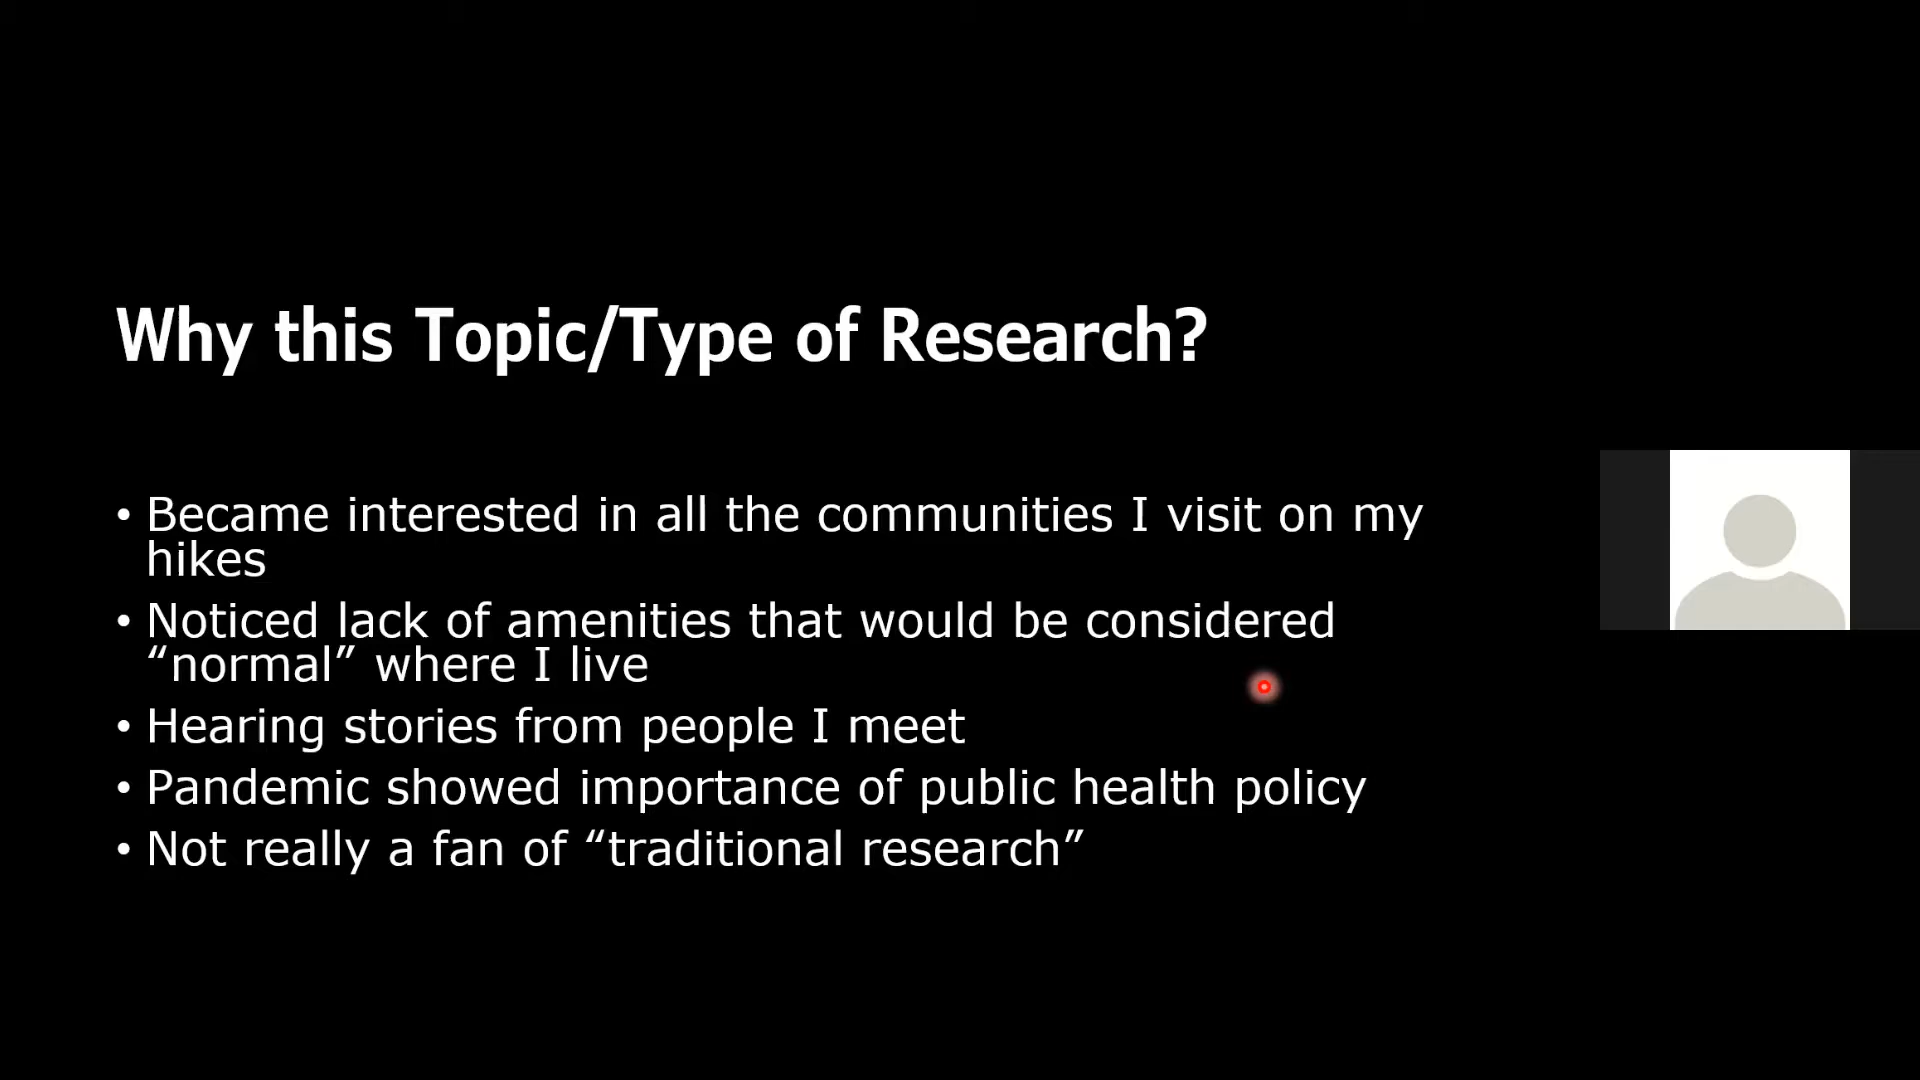 Why this Topic/Type of Research?
• Became interested in all the communities I visit on my
hikes
• Noticed lack of amenities that would be considered
“normal” where I live
• Hearing stories from people I meet
• Pandemic showed importance of public health policy
• Not really a fan of “traditional research”